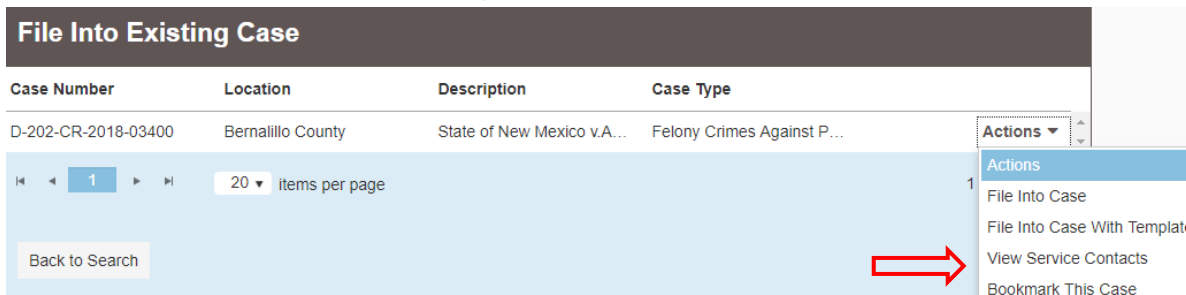 File Into Existing Case
Case Number Location Description Case Type
D-202-CR-2018-03400 Bernalillo County State of New Mexico v.A... Felony Crimes Against P... Actions
1 20 items per page 1
Actions
File Into Case
File Into Case With Template
Back to Search View Service Contacts
Bookmark This Case